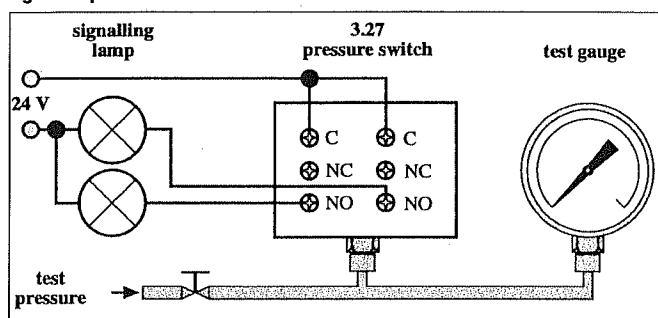 signalling
lamp
3.27
pressure switch
test gauge
24 V
C
C
NC
NC
NO
NO
test
pressure